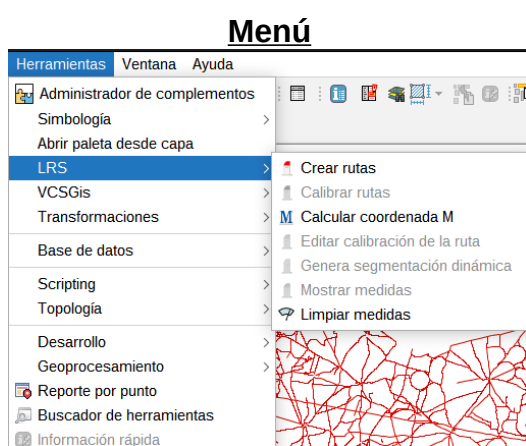 Menú
Herramientas Ventana Ayuda
Administrador de complementos
Simbología
Abrir paleta desde capa
LRS
VCSGis
Transformaciones
Base de datos
Scripting
Topología
Desarrollo
Geoprocesamiento
Reporte por punto
Buscador de herramientas
Información rápida
Crear rutas
Calibrar rutas
M Calcular coordenada M
Editar calibración de la ruta
Genera segmentación dinámica
Mostrar medidas
Limpiar medidas